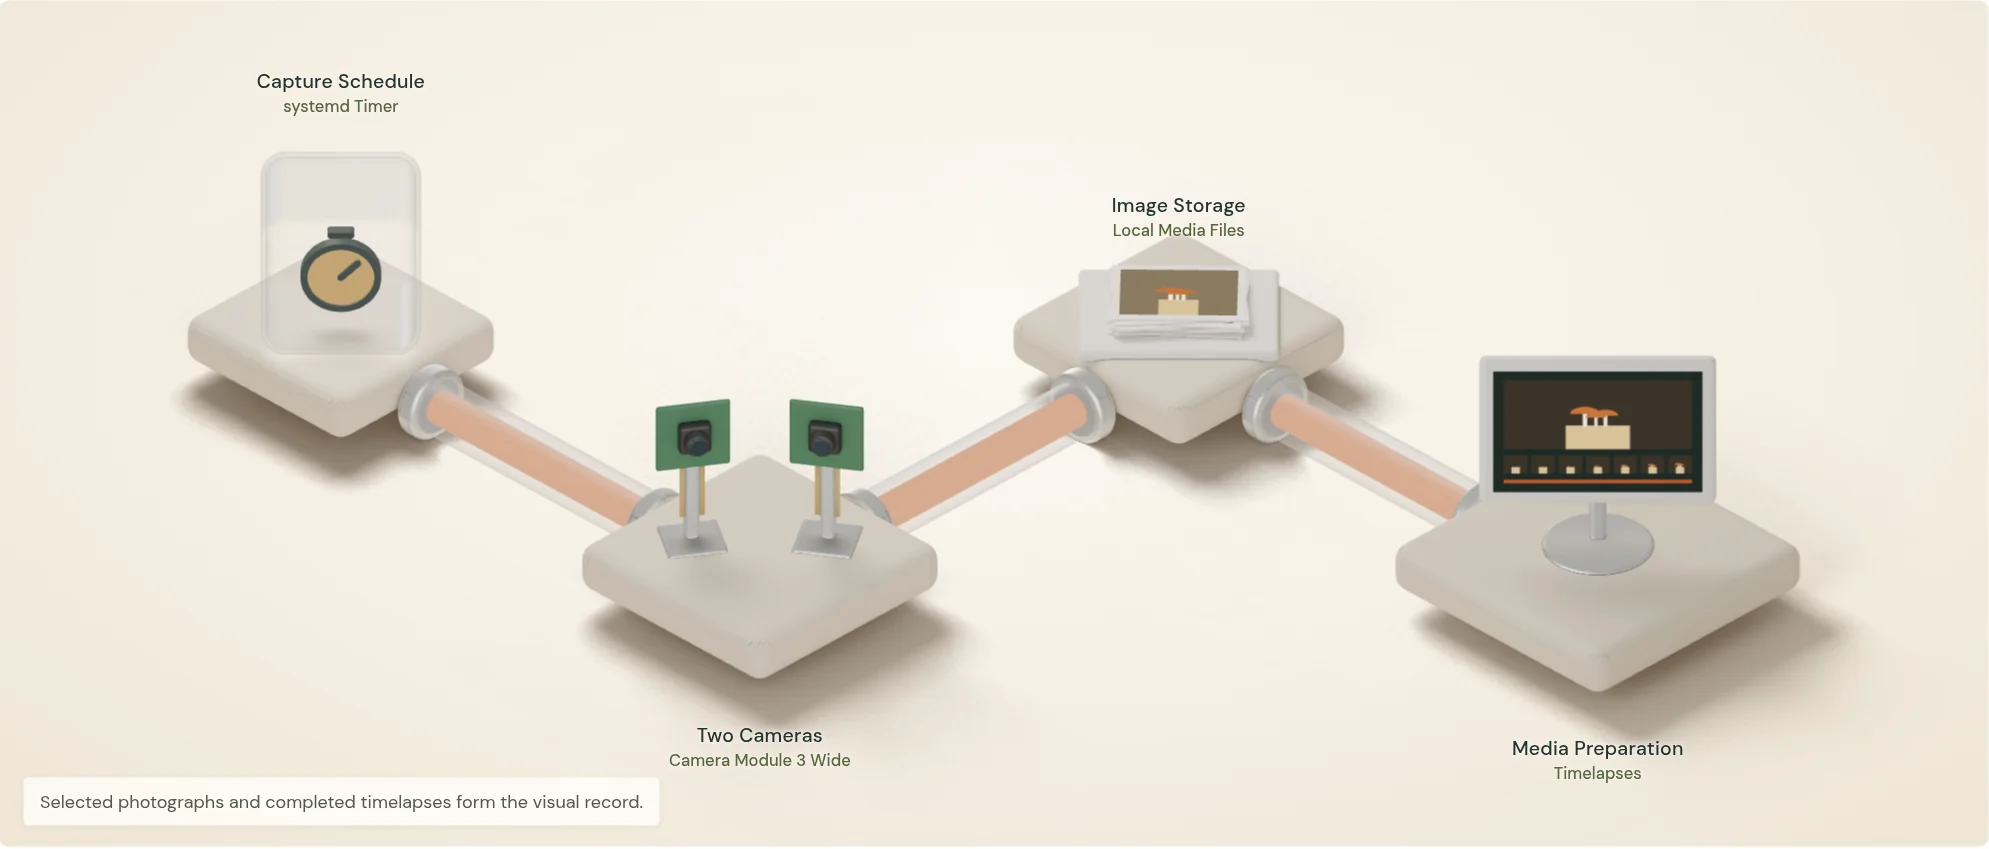 Capture Schedule
systemd Timer
Image Storage
Local Media Files
Two Cameras
Camera Module 3 Wide
Media Preparation
Timelapses
Selected photographs and completed timelapses form the visual record.